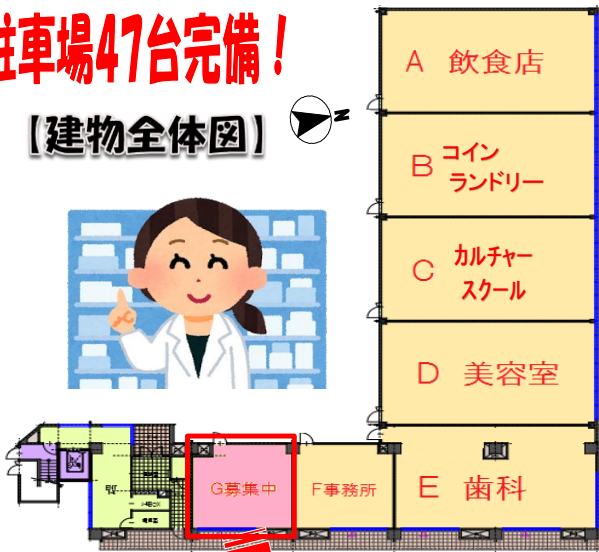 駐車場47台完備！
【建物全体図】
N
A 飲食店
B コイン
ランドリー
C カルチャー
スクール
D 美容室
G募集中
F事務所
E 歯科